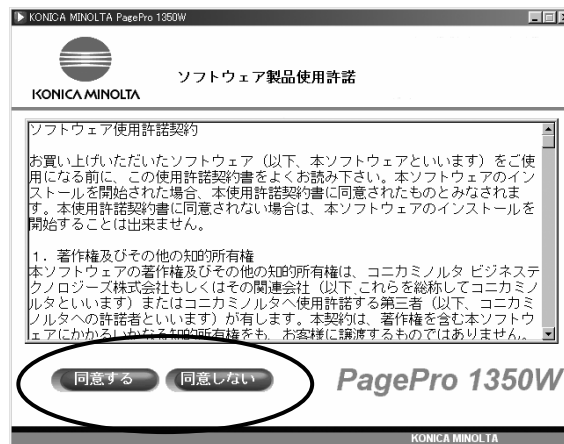 KONICA MINOLTA PagePro 1350W
KONICA MINOLTA
ソフトウェア製品使用許諾
ソフトウェア使用許諾契約
お買い上げいただいたソフトウェア（以下、本ソフトウェアといいます）をご使
用になる前に、この使用許諾契約書をよくお読み下さい。本ソフトウェアのイン
ストールを開始された場合、本使用許諾契約書に同意されたものとみなされま
す。本使用許諾契約書に同意されない場合は、本ソフトウェアのインストールを
開始することは出来ません。
１．著作権及びその他の知的所有権
本ソフトウェアの著作権及びその他の知的所有権は、コニカミノルタ ビジネステ
クノロジーズ株式会社もしくはその関連会社（以下、これらを総称してコニカミノ
ルタといいます）またはコニカミノルタへ使用許諾する第三者（以下、コニカミ
ノルタへの許諾者といいます）が有します。本契約は、著作権を含む本ソフトウ
ェアにかかるいかなる知的所有権をも、お客様に譲渡するものではありません。
同意する 同意しない
PagePro 1350W
KONICA MINOLTA